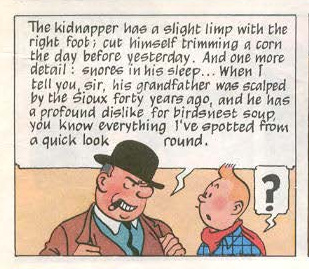 The kidnapper has a slight limp with the
right foot; cut himself trimming a corn
the day before yesterday. And one more
detail: snores in his sleep... When I
tell you, sir, his grandfather was scalped
by the Sioux forty years ago, and he has
a profound dislike for birdsnest soup,
you know everything I've spotted from
a quick look round.
?